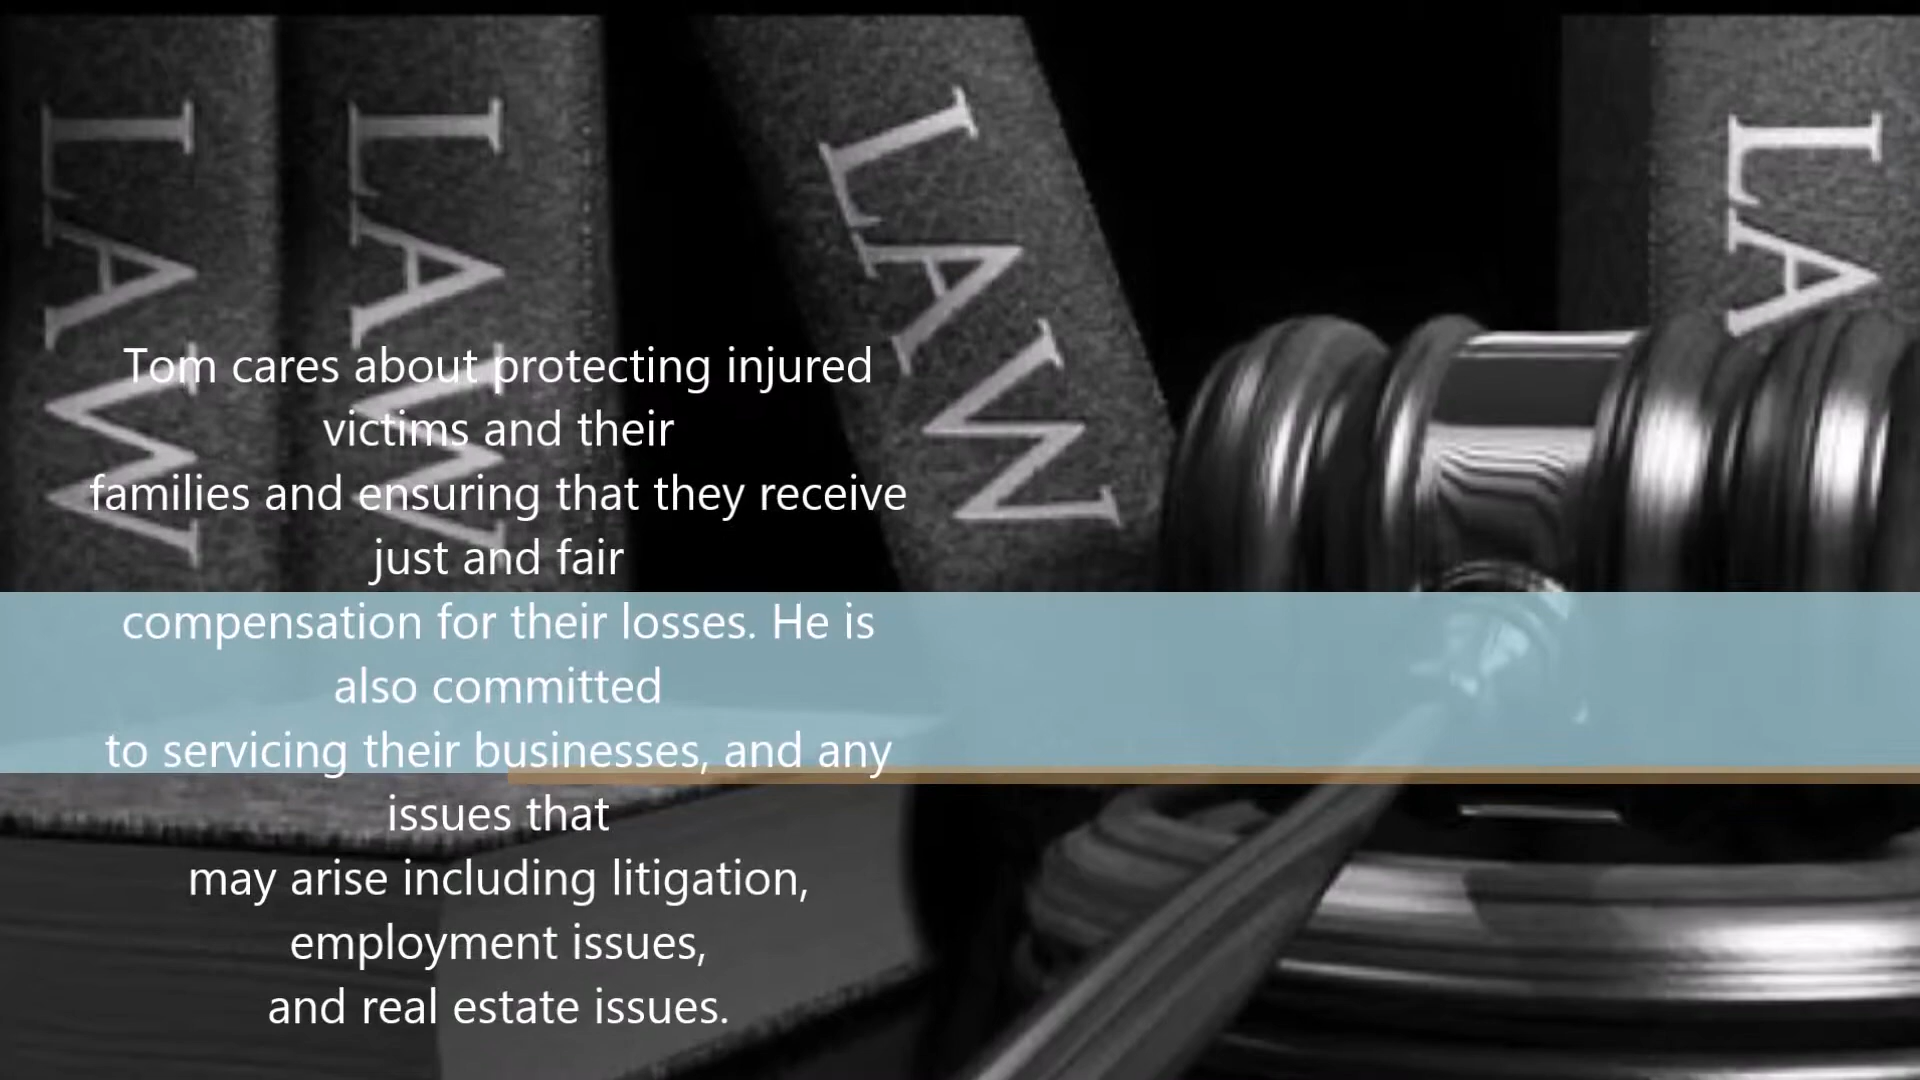 LAW
LAW
LAW
LA
Tom cares about protecting injured
victims and their
families and ensuring that they receive
just and fair
compensation for their losses. He is
also committed
to servicing their businesses, and any
issues that
may arise including litigation,
employment issues,
and real estate issues.